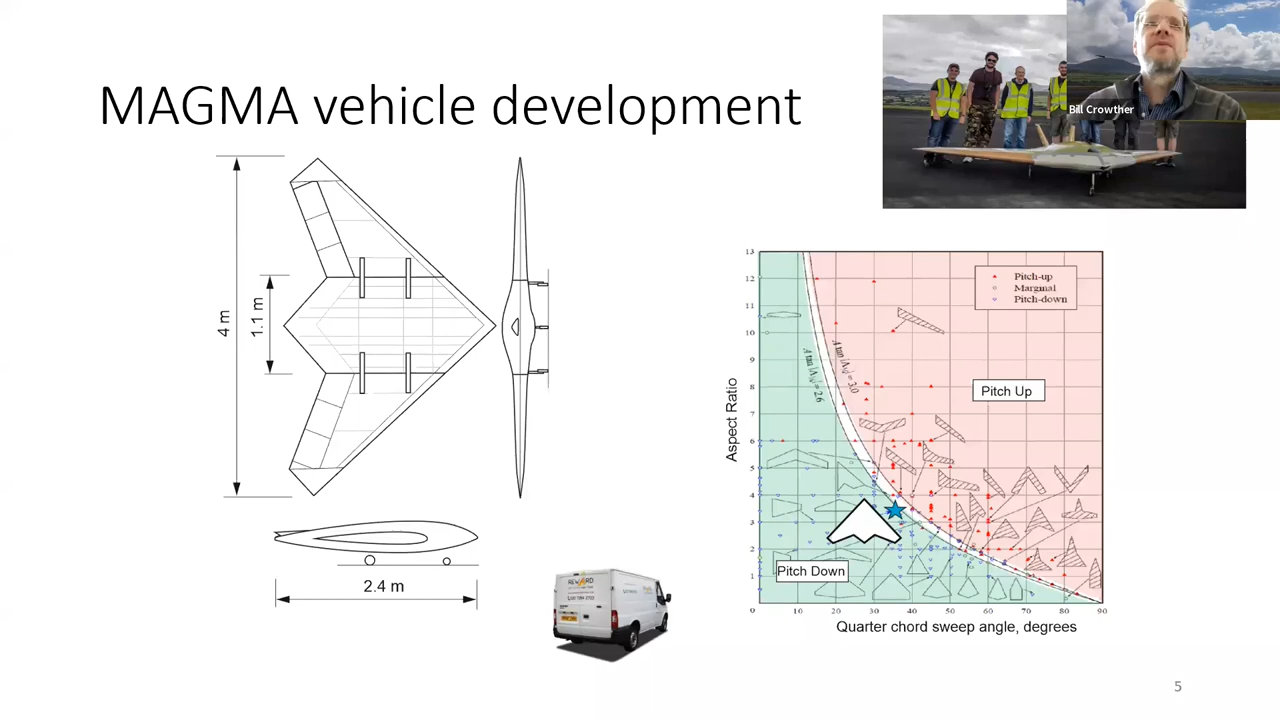 MAGMA vehicle development
Bill Crowther
4 m
1.1 m
2.4 m
13
12
11
10
9
8
7
6
5
4
3
2
1
0
10
20
30
40
50
60
70
80
90
Pitch-up
Marginal
Pitch-down
Pitch Up
Pitch Down
Aspect Ratio
Quarter chord sweep angle, degrees
5